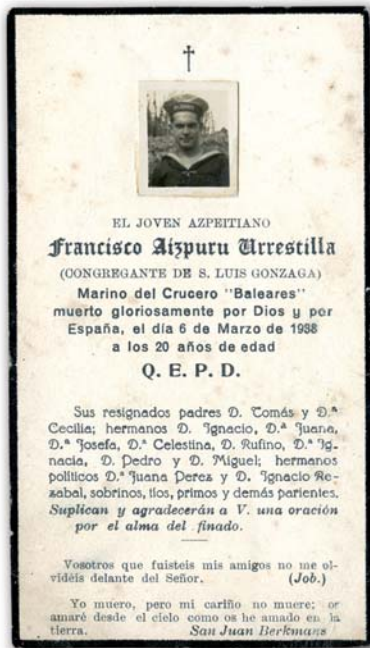 EL JOVEN AZPEITIANO
Francisco Aizpuru Urrestilla
(CONGREGANTE DE S. LUIS GONZAGA)
Marino del Crucero "Baleares"
muerto gloriosamente por Dios y por
España, el día 6 de Marzo de 1938
a los 20 años de edad
Q. E. P. D.
Sus resignados padres D. Tomás y D.ª
Cecilia; hermanos D. Ignacio, D.ª Juana,
D.ª Josefa, D.ª Celestina, D. Rufino, D.ª Ig-
nacia, D. Pedro y D. Miguel; hermanos
políticos D.ª Juana Perez y D. Ignacio Re-
zabal, sobrinos, tios, primos y demás parientes.
Suplican y agradecerán a V. una oración
por el alma del finado.
Vosotros que fuisteis mis amigos no me ol-
vidéis delante del Señor. (Job.)
Yo muero, pero mi cariño no muere; or
amaré desde el cielo como os he amado en la
tierra. San Juan Berkmans